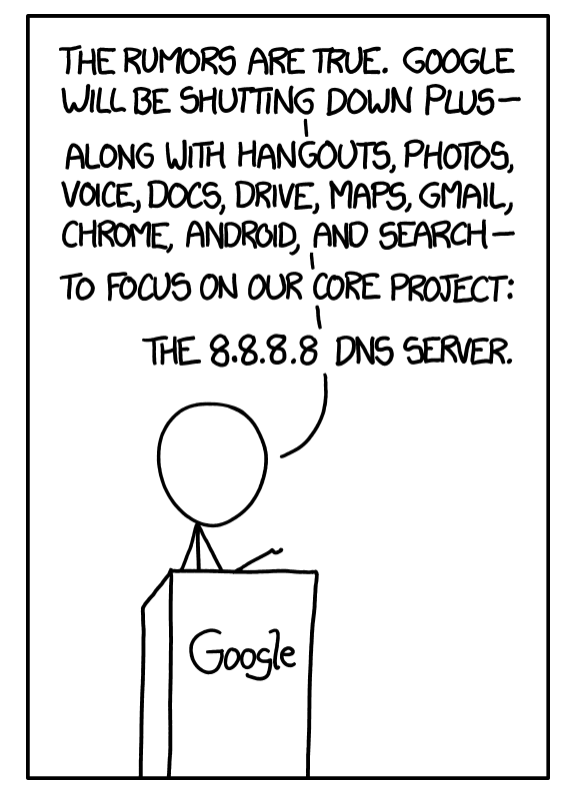 THE RUMORS ARE TRUE. GOOGLE
WILL BE SHUTTING DOWN PLUS—
ALONG WITH HANGOUTS, PHOTOS,
VOICE, DOCS, DRIVE, MAPS, GMAIL,
CHROME, ANDROID, AND SEARCH—
TO FOCUS ON OUR CORE PROJECT:
THE 8.8.8.8 DNS SERVER.
Google